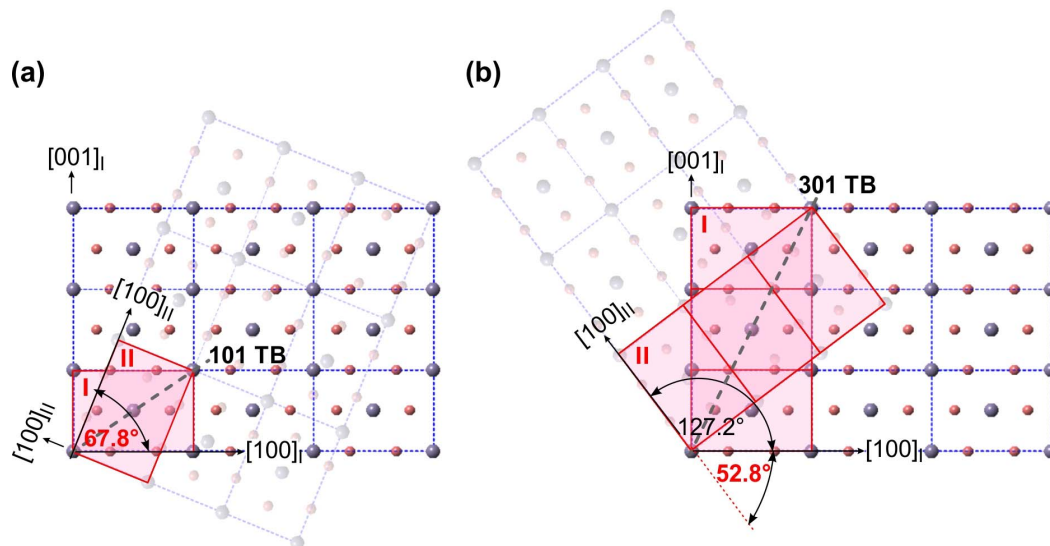 (a)
[001]I
[100]II
II
101 TB
I
67.8°
[100]II
[100]I
(b)
[001]I
301 TB
I
[100]II
II
127.2°
52.8°
[100]I